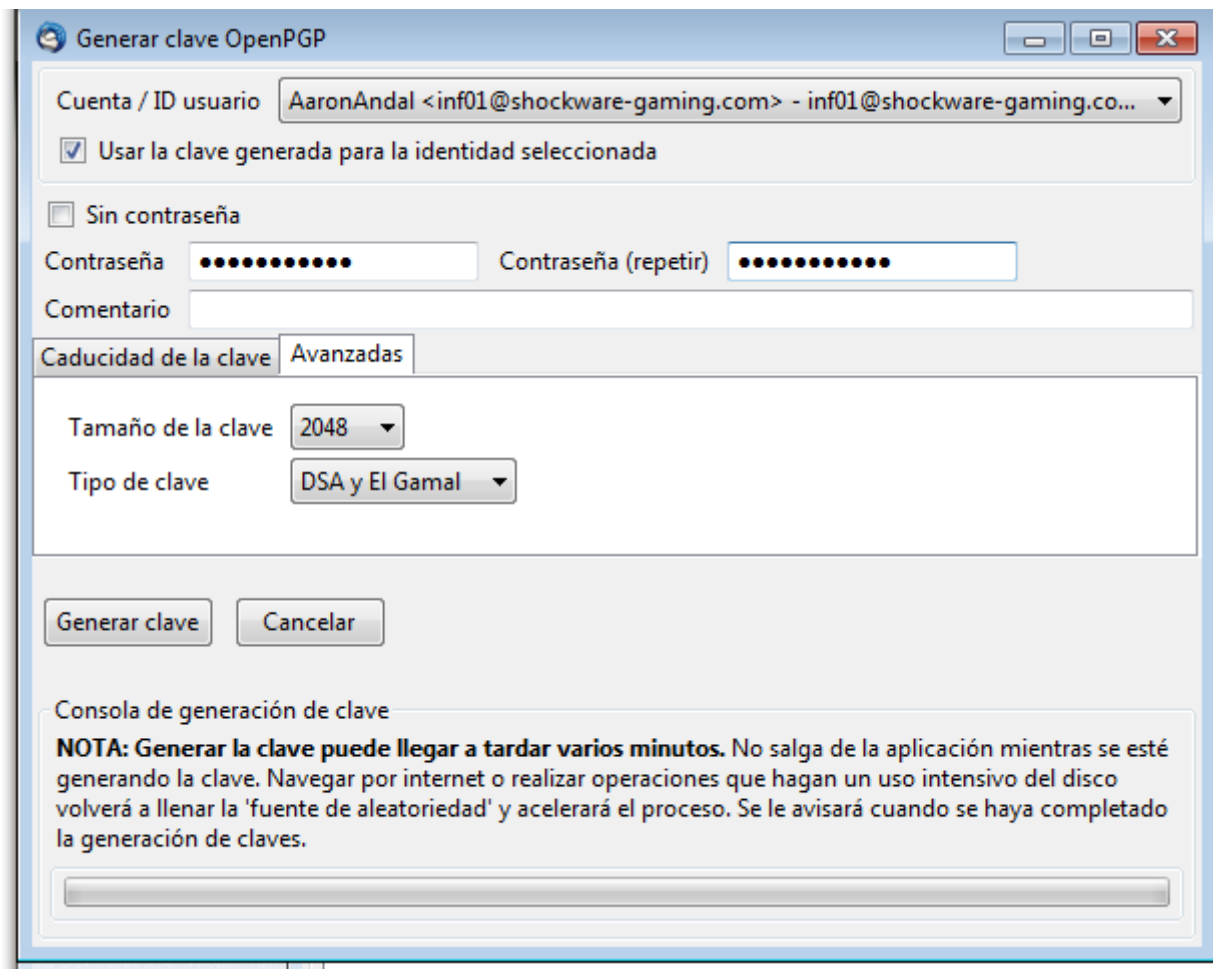 Generar clave OpenPGP
Cuenta / ID usuario AaronAndal <inf01@shockware-gaming.com> - inf01@shockware-gaming.co...
Usar la clave generada para la identidad seleccionada
Sin contraseña
Contraseña ●●●●●●●●●●● Contraseña (repetir) ●●●●●●●●●●●
Comentario
Caducidad de la clave Avanzadas
Tamaño de la clave 2048
Tipo de clave DSA y El Gamal
Generar clave Cancelar
Consola de generación de clave
NOTA: Generar la clave puede llegar a tardar varios minutos. No salga de la aplicación mientras se esté
generando la clave. Navegar por internet o realizar operaciones que hagan un uso intensivo del disco
volverá a llenar la 'fuente de aleatoriedad' y acelerará el proceso. Se le avisará cuando se haya completado
la generación de claves.